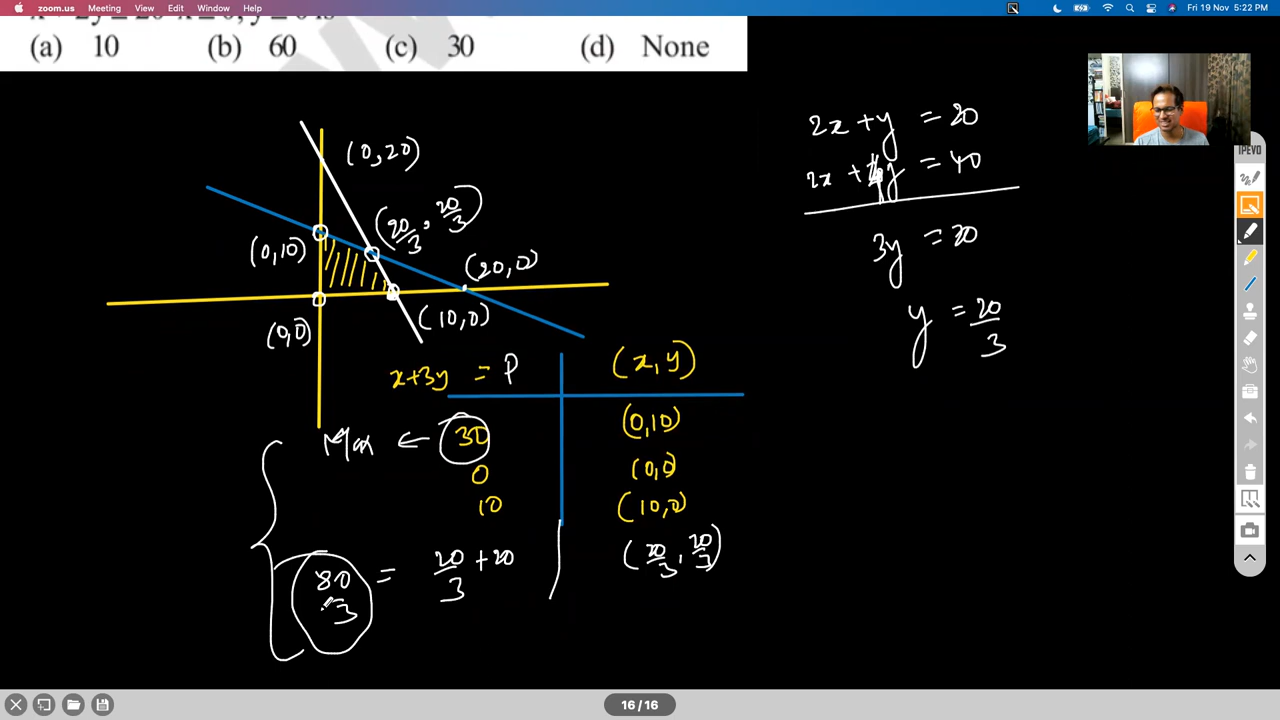 zoom.us Meeting View Edit Window Help Fri 19 Nov 5:22 PM
(a) 10 (b) 60 (c) 30 (d) None
(0,20)
(20/3, 20/3)
(0,10)
(20,0)
(0,0)
(10,0)
2x + y = 20
2x + 4y = 40
3y = 20
y = 20/3
x+3y = P (x,y)
Max ← 30 (0,10)
0 (0,0)
10 (10,0)
80/3 = 20/3 + 20 (20/3, 20/3)
IPEVO
16 / 16